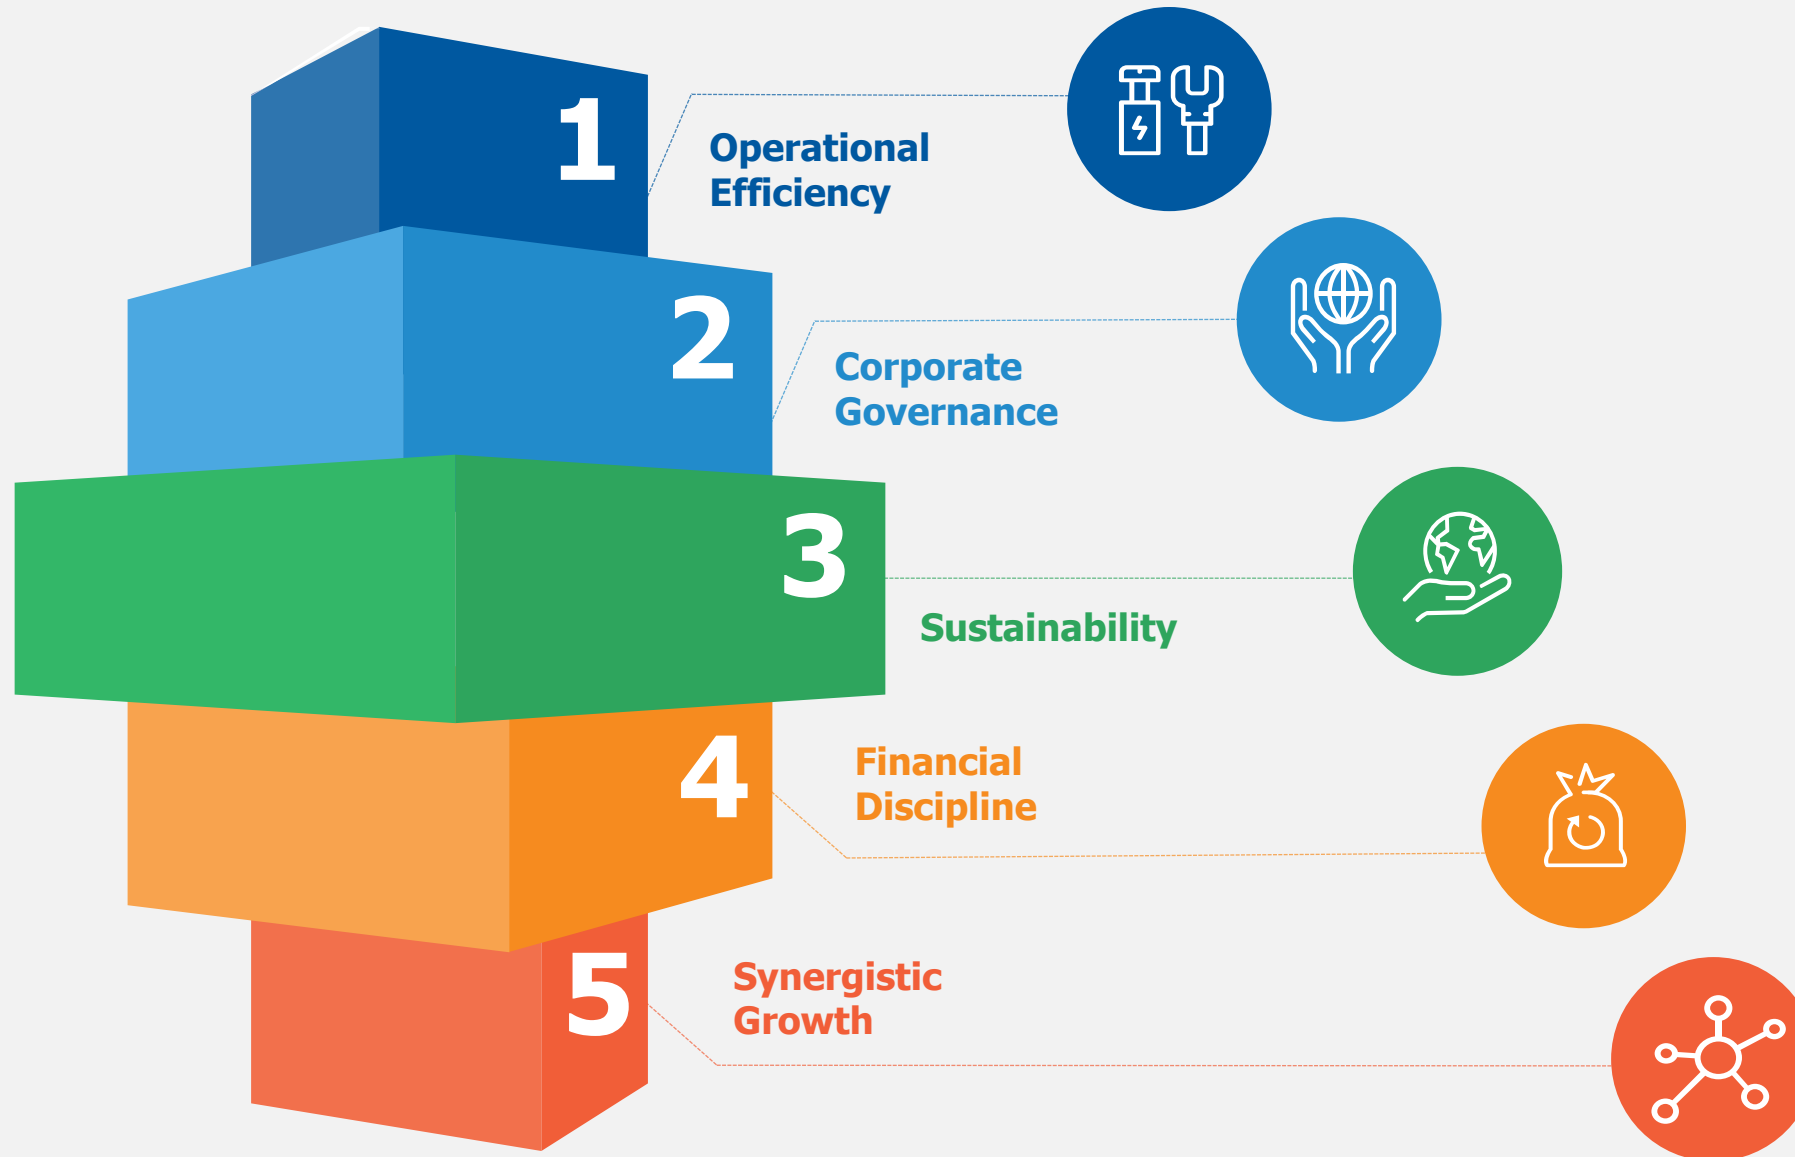 1
Operational
Efficiency
2
Corporate
Governance
3
Sustainability
4
Financial
Discipline
5
Synergistic
Growth